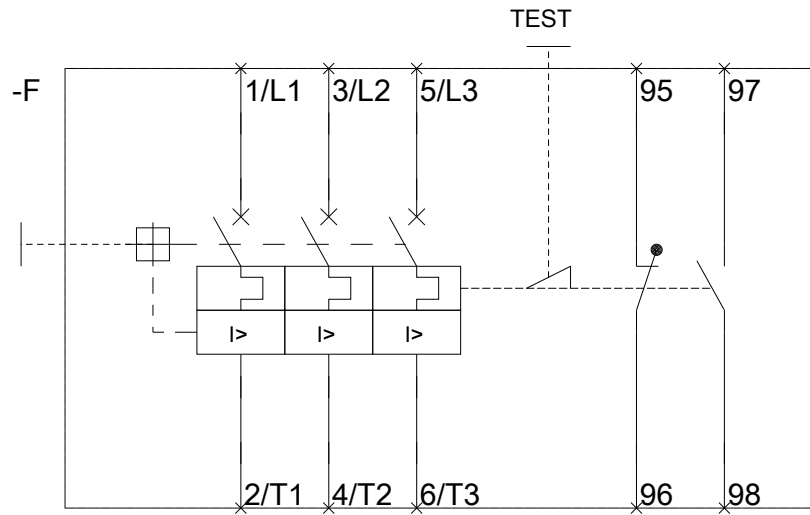 TEST
-F 1/L1 3/L2 5/L3 95 97
I> I> I>
2/T1 4/T2 6/T3 96 98